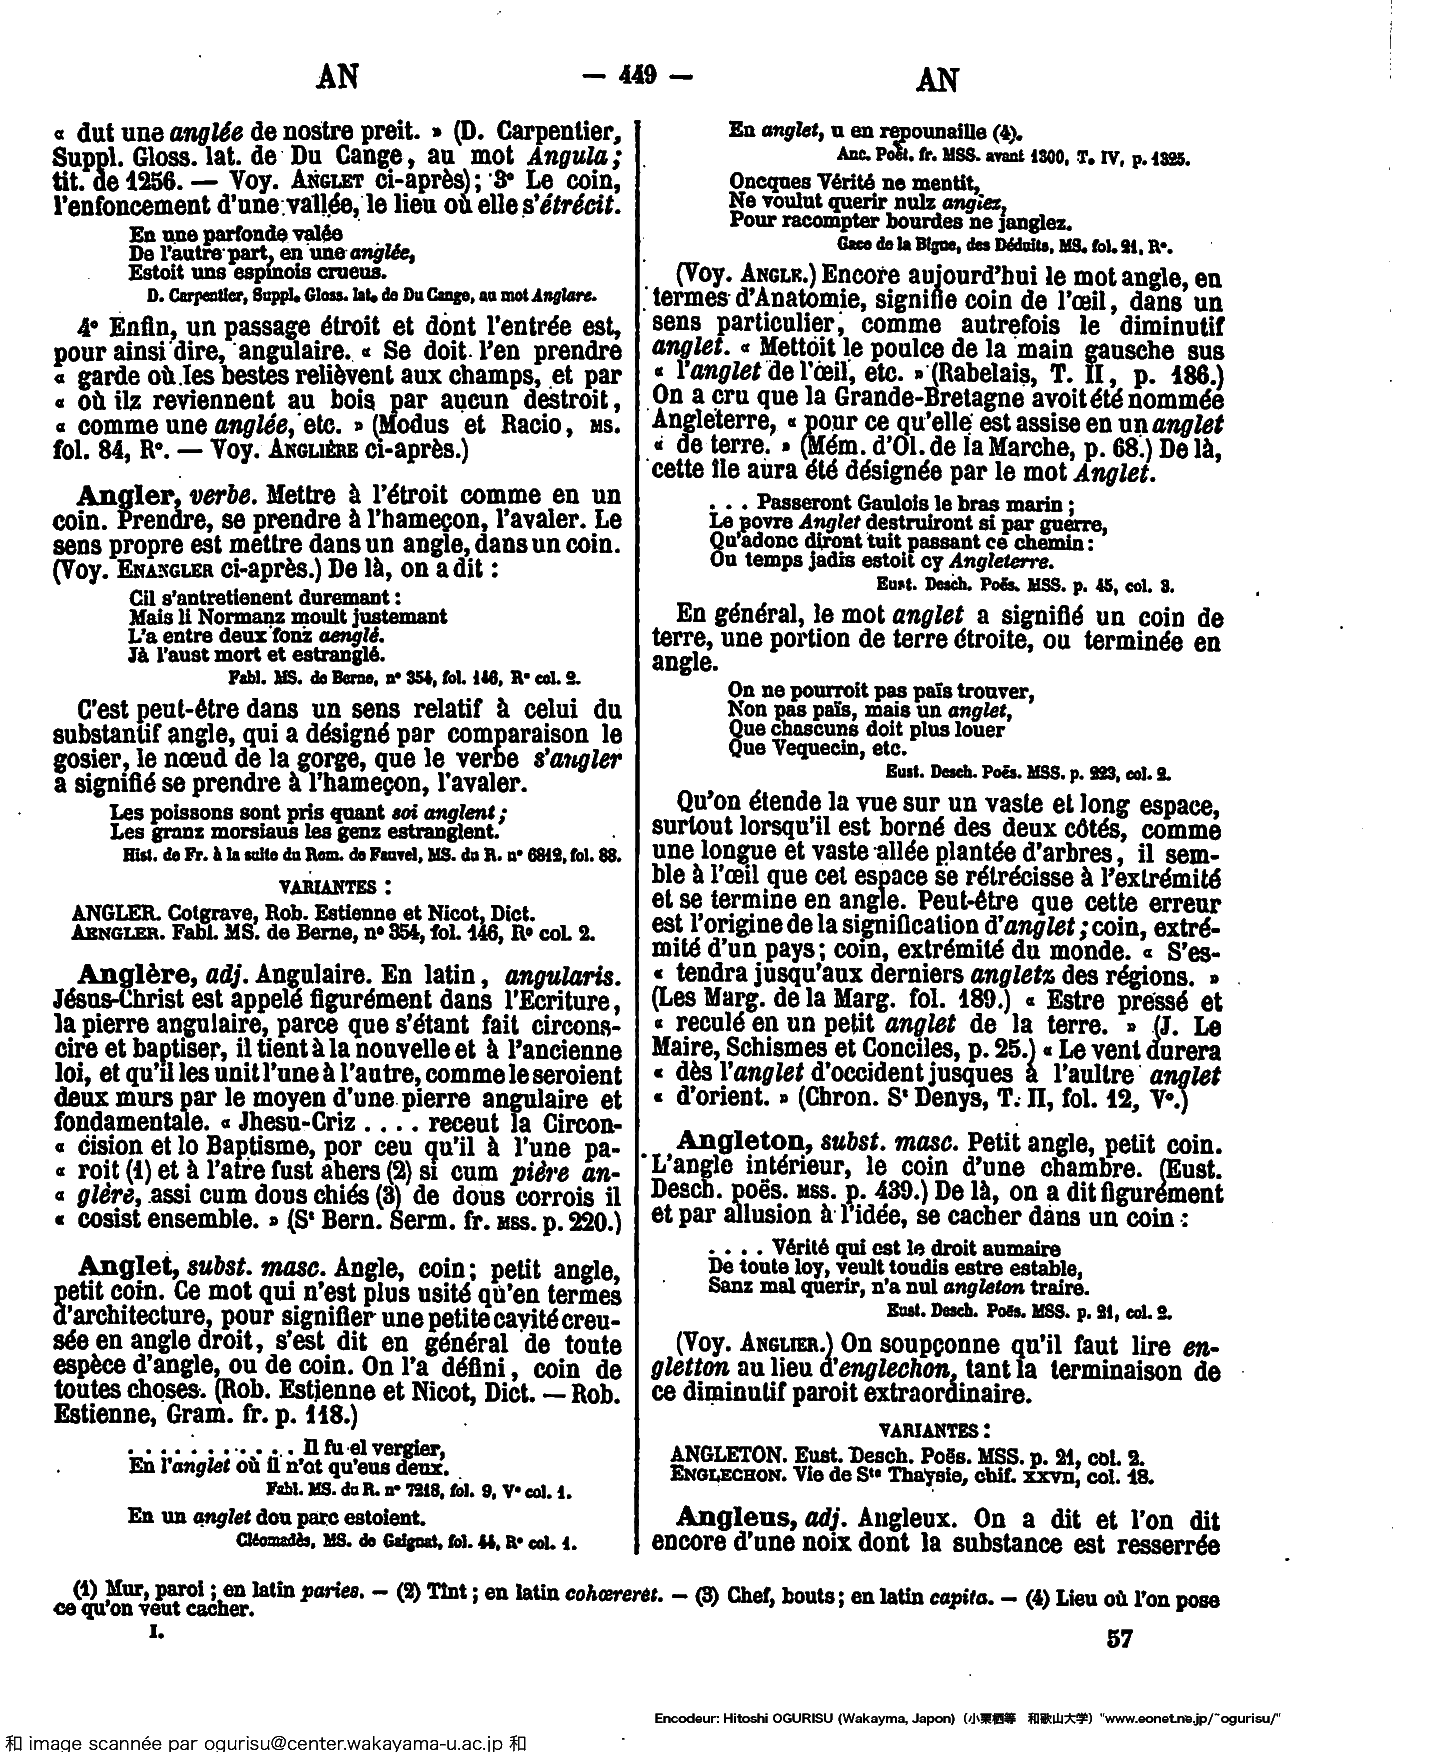 AN
— 449 —
AN
« dut une anglée de nostre preit. » (D. Carpentier,
Suppl. Gloss. lat. de Du Cange, au mot Angula;
tit. de 1256. — Voy. ANGLET ci-après); 3° Le coin,
l'enfoncement d'une vallée, le lieu où elle s'étrécit.
En une parfonde valée
De l'autre part, en une anglée,
Estoit uns espinois crueus.
D. Carpentier, Suppl. Gloss. lat. de Du Cange, au mot Anglare.
4° Enfin, un passage étroit et dont l'entrée est,
pour ainsi dire, angulaire. « Se doit l'en prendre
« garde où les bestes relièvent aux champs, et par
« où ilz reviennent au bois par aucun destroit,
« comme une anglée, etc. » (Modus et Racio, MS.
fol. 84, R°. — Voy. ANGLIÈRE ci-après.)
Angler, verbe. Mettre à l'étroit comme en un
coin. Prendre, se prendre à l'hameçon, l'avaler. Le
sens propre est mettre dans un angle, dans un coin.
(Voy. ENANGLER ci-après.) De là, on a dit :
Cil s'antretienent duremant :
Mais li Normanz moult justemant
L'a entre deux fonz aenglé.
Jà l'aust mort et estranglé.
Fabl. MS. de Berne, n° 354, fol. 146, R° col. 2.
C'est peut-être dans un sens relatif à celui du
substantif angle, qui a désigné par comparaison le
gosier, le nœud de la gorge, que le verbe s'angler
a signifié se prendre à l'hameçon, l'avaler.
Les poissons sont pris quant soi anglent;
Les granz morsiaus les genz estranglent.
Hist. de Fr. à la suite du Rom. de Fauvel, MS. du R. n° 6812, fol. 88.
VARIANTES :
ANGLER. Cotgrave, Rob. Estienne et Nicot, Dict.
AENGLER. Fabl. MS. de Berne, n° 354, fol. 146, R° col. 2.
Anglère, adj. Angulaire. En latin, angularis.
Jésus-Christ est appelé figurément dans l'Ecriture,
la pierre angulaire, parce que s'étant fait circons-
cire et baptiser, il tient à la nouvelle et à l'ancienne
loi, et qu'il les unit l'une à l'autre, comme le seroient
deux murs par le moyen d'une pierre angulaire et
fondamentale. « Jhesu-Criz .... receut la Circon-
« cision et lo Baptisme, por ceu qu'il à l'une pa-
« roit (1) et à l'atre fust ahers (2) si cum pière an-
« glère, assi cum dous chiés (3) de dous corrois il
« cosist ensemble. » (St Bern. Serm. fr. MSS. p. 220.)
Anglet, subst. masc. Angle, coin; petit angle,
petit coin. Ce mot qui n'est plus usité qu'en termes
d'architecture, pour signifier une petite cavité creu-
sée en angle droit, s'est dit en général de toute
espèce d'angle, ou de coin. On l'a défini, coin de
toutes choses. (Rob. Estienne et Nicot, Dict. — Rob.
Estienne, Gram. fr. p. 118.)
. . . . . . . . . . . . Il fu el vergier,
En l'anglet où il n'ot qu'eus deux.
Fabl. MS. du R. n° 7218, fol. 9, V° col. 1.
En un anglet dou parc estoient.
Cléomadès, MS. de Gaignat, fol. 44, R° col. 1.
En anglet, u en repounaille (4).
Anc. Poët. fr. MSS. avant 1300, T. IV, p. 1325.
Oncques Vérité ne mentit,
Ne voulut querir nulz anglez,
Pour racompter bourdes ne janglez.
Gace de la Bigne, des Déduits, MS. fol. 21, R°.
(Voy. ANGLR.) Encore aujourd'hui le mot angle, en
termes d'Anatomie, signifie coin de l'œil, dans un
sens particulier, comme autrefois le diminutif
anglet. « Mettoit le poulce de la main gausche sus
« l'anglet de l'œil, etc. » (Rabelais, T. II, p. 186.)
On a cru que la Grande-Bretagne avoit été nommée
Angleterre, « pour ce qu'elle est assise en un anglet
« de terre. » (Mém. d'Ol. de la Marche, p. 68.) De là,
cette île aura été désignée par le mot Anglet.
. . . Passeront Gaulois le bras marin ;
Le povre Anglet destruiront si par guerre,
Qu'adonc diront tuit passant ce chemin :
Ou temps jadis estoit cy Angleterre.
Eust. Desch. Poës. MSS. p. 45, col. 3.
En général, le mot anglet a signifié un coin de
terre, une portion de terre étroite, ou terminée en
angle.
On ne pourroit pas païs trouver,
Non pas païs, mais un anglet,
Que chascuns doit plus louer
Que Vequecin, etc.
Eust. Desch. Poës. MSS. p. 223, col. 2.
Qu'on étende la vue sur un vaste et long espace,
surtout lorsqu'il est borné des deux côtés, comme
une longue et vaste allée plantée d'arbres, il sem-
ble à l'œil que cet espace se rétrécisse à l'extrémité
et se termine en angle. Peut-être que cette erreur
est l'origine de la signification d'anglet; coin, extré-
mité d'un pays; coin, extrémité du monde. « S'es-
« tendra jusqu'aux derniers angletz des régions. »
(Les Marg. de la Marg. fol. 189.) « Estre pressé et
« reculé en un petit anglet de la terre. » (J. Le
Maire, Schismes et Conciles, p. 25.) « Le vent durera
« dès l'anglet d'occident jusques à l'aultre anglet
« d'orient. » (Chron. St Denys, T. II, fol. 12, V°.)
Angleton, subst. masc. Petit angle, petit coin.
L'angle intérieur, le coin d'une chambre. (Eust.
Desch. poës. MSS. p. 439.) De là, on a dit figurément
et par allusion à l'idée, se cacher dans un coin :
. . . . Vérité qui est le droit aumaire
De toute loy, veult toudis estre estable,
Sanz mal querir, n'a nul angleton traire.
Eust. Desch. Poës. MSS. p. 21, col. 2.
(Voy. ANGLIER.) On soupçonne qu'il faut lire en-
gletton au lieu d'englechon, tant la terminaison de
ce diminutif paroit extraordinaire.
VARIANTES :
ANGLETON. Eust. Desch. Poës. MSS. p. 21, col. 2.
ENGLECHON. Vie de Ste Thaysie, chif. XXVII, col. 18.
Angleus, adj. Angleux. On a dit et l'on dit
encore d'une noix dont la substance est resserrée
(1) Mur, paroi ; en latin paries. — (2) Tînt ; en latin cohæreret. — (3) Chef, bouts ; en latin capita. — (4) Lieu où l'on pose
ce qu'on veut cacher.
I.
57
Encodeur: Hitoshi OGURISU (Wakayma, Japon) (小栗栖等 和歌山大学) "www.eonet.ne.jp/~ogurisu/"
和 image scannée par ogurisu@center.wakayama-u.ac.jp 和